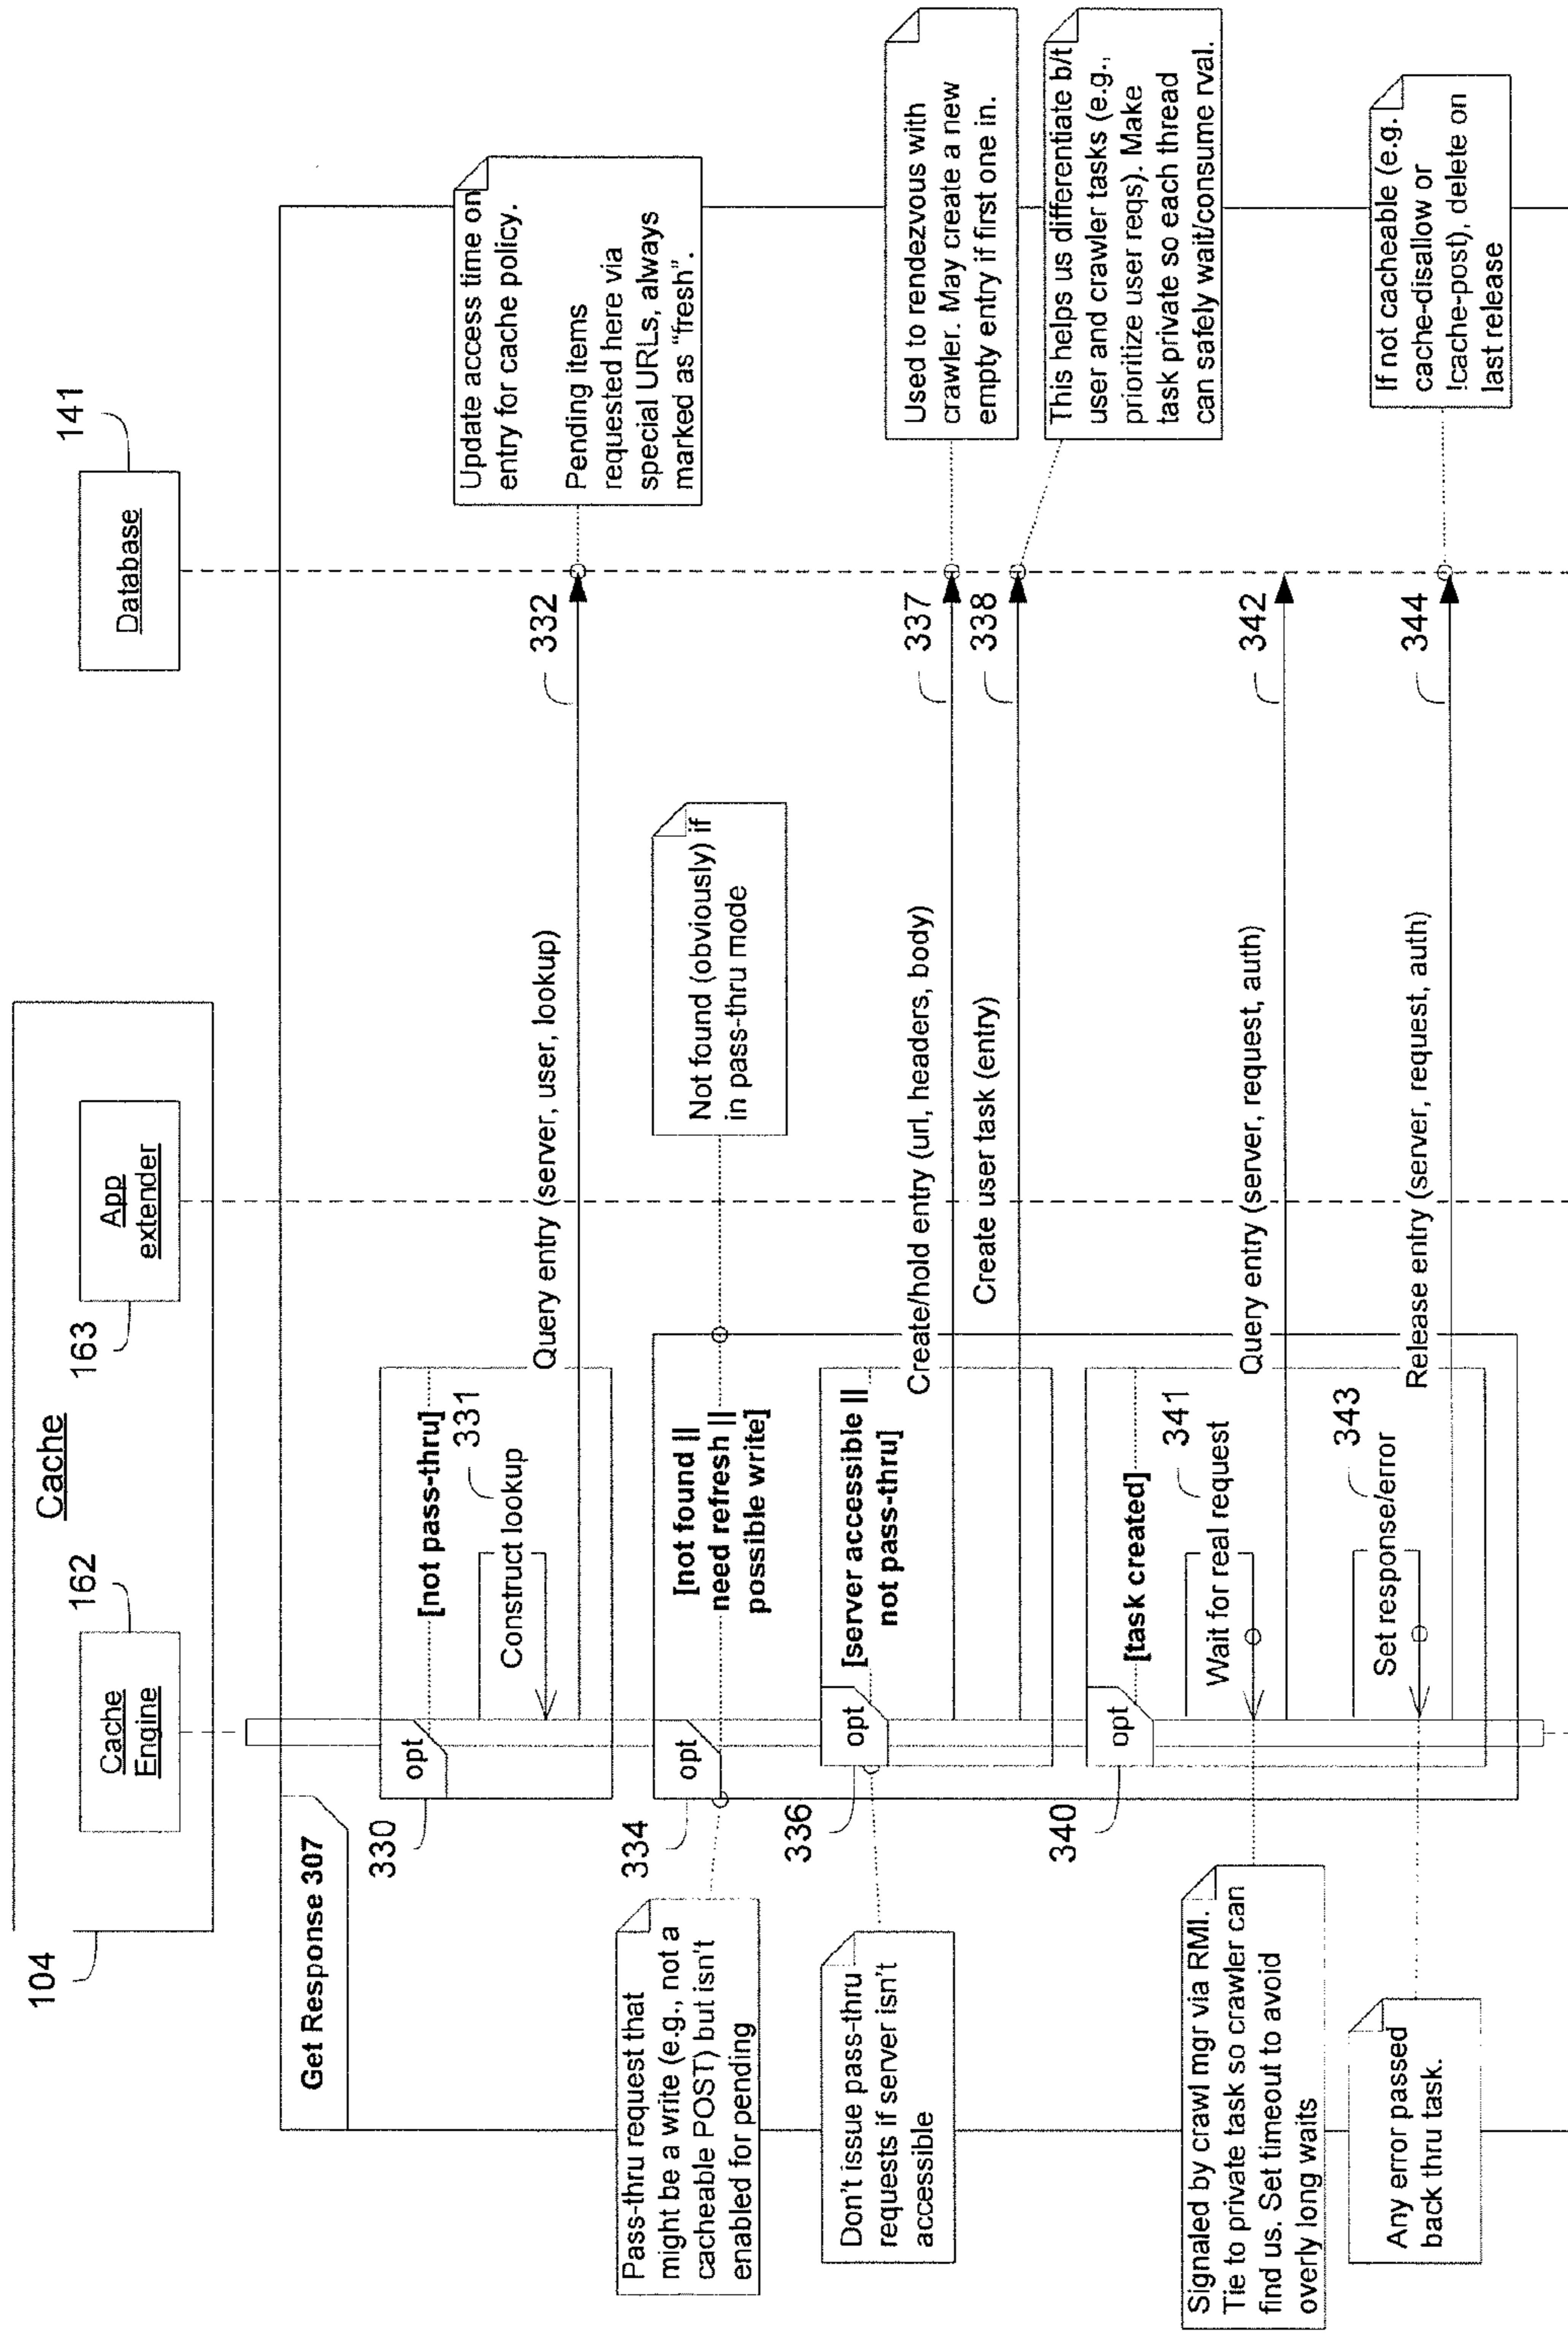 104
Cache
162
Cache
Engine
163
App
extender
141
Database
Get Response 307
330
opt
[not pass-thru]
331
Construct lookup
Query entry (server, user, lookup)
332
Update access time on
entry for cache policy.
Pending items
requested here via
special URLs, always
marked as "fresh".
Pass-thru request that
might be a write (e.g., not a
cacheable POST) but isn't
enabled for pending
334
opt
[not found ||
need refresh ||
possible write]
Not found (obviously) if
in pass-thru mode
Don't issue pass-thru
requests if server isn't
accessible
336
opt
[server accessible ||
not pass-thru]
Create/hold entry (url, headers, body)
337
Used to rendezvous with
crawler. May create a new
empty entry if first one in.
Create user task (entry)
338
This helps us differentiate b/t
user and crawler tasks (e.g.,
prioritize user reqs). Make
task private so each thread
can safely wait/consume rval.
340
opt
[task created]
341
Wait for real request
Signaled by crawl mgr via RMI.
Tie to private task so crawler can
find us. Set timeout to avoid
overly long waits
Query entry (server, request, auth)
342
343
Set response/error
Any error passed
back thru task.
Release entry (server, request, auth)
344
If not cacheable (e.g.
cache-disallow or
!cache-post), delete on
last release